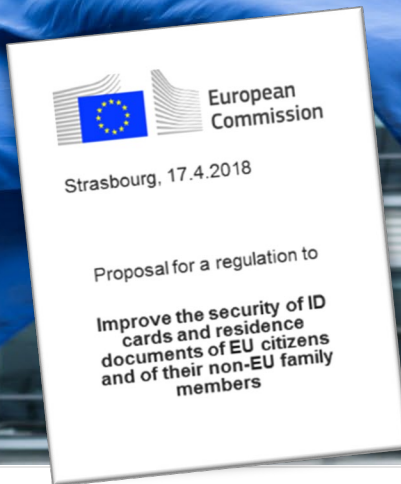 European
Commission
Strasbourg, 17.4.2018
Proposal for a regulation to
Improve the security of ID
cards and residence
documents of EU citizens
and of their non-EU family
members